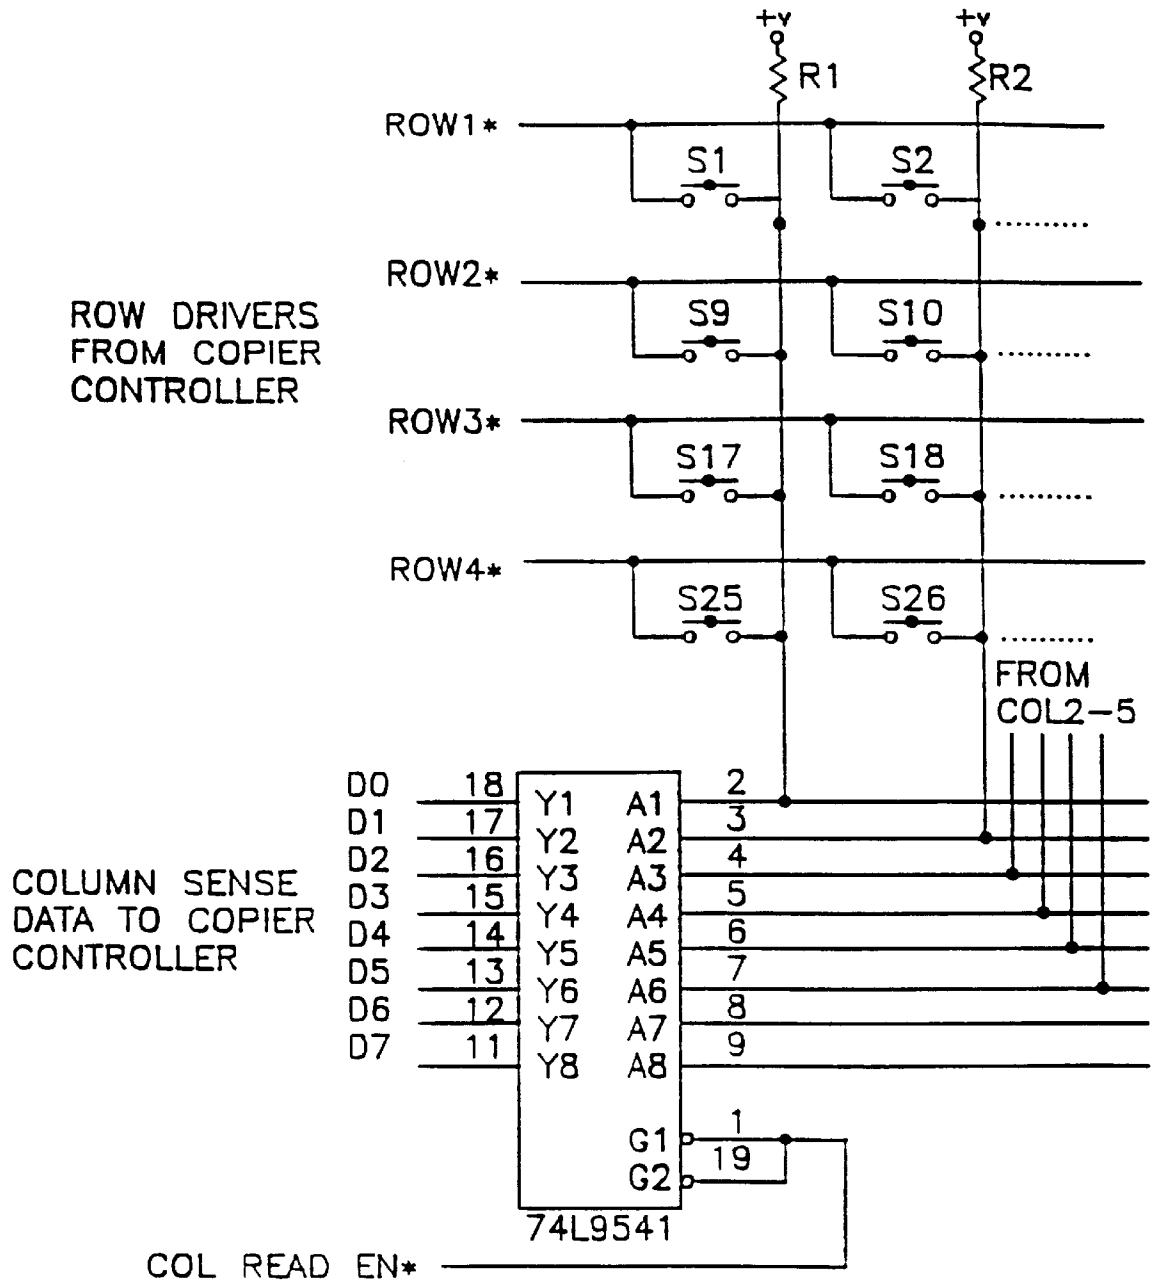 +v +v
R1 R2
ROW1*
S1 S2
ROW2*
S9 S10
ROW DRIVERS
FROM COPIER
CONTROLLER
ROW3*
S17 S18
ROW4*
S25 S26
FROM
COL2-5
D0 18 Y1 A1 2
D1 17 Y2 A2 3
D2 16 Y3 A3 4
D3 15 Y4 A4 5
D4 14 Y5 A5 6
D5 13 Y6 A6 7
D6 12 Y7 A7 8
D7 11 Y8 A8 9
COLUMN SENSE
DATA TO COPIER
CONTROLLER
G1 1
G2 19
74L9541
COL READ EN*